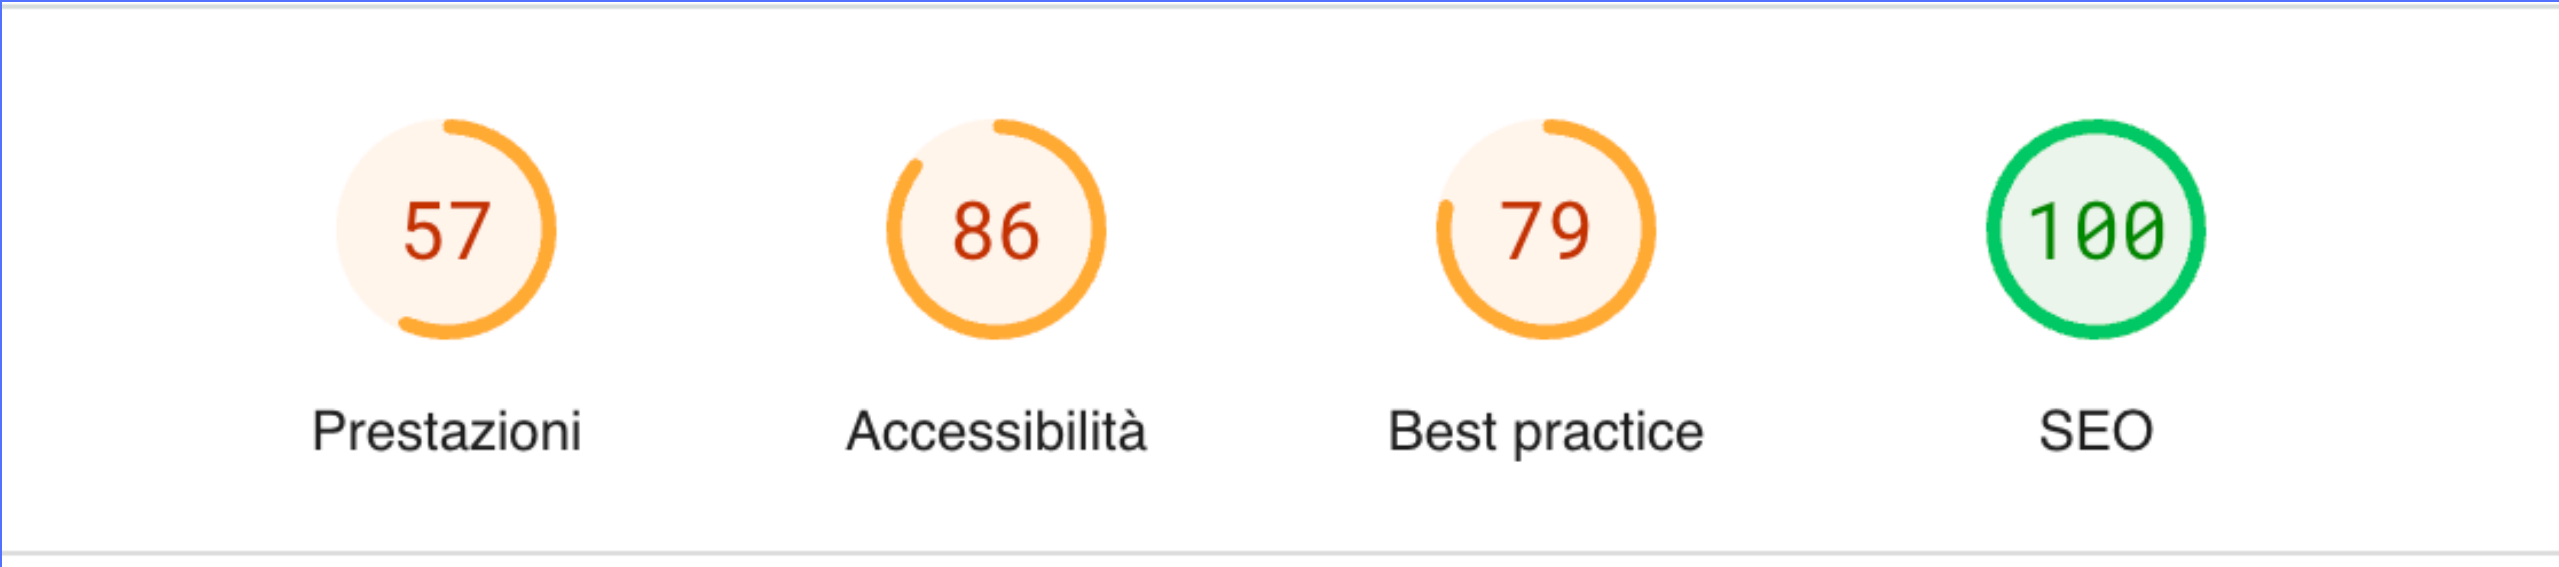 57 86 79 100
Prestazioni Accessibilità Best practice SEO